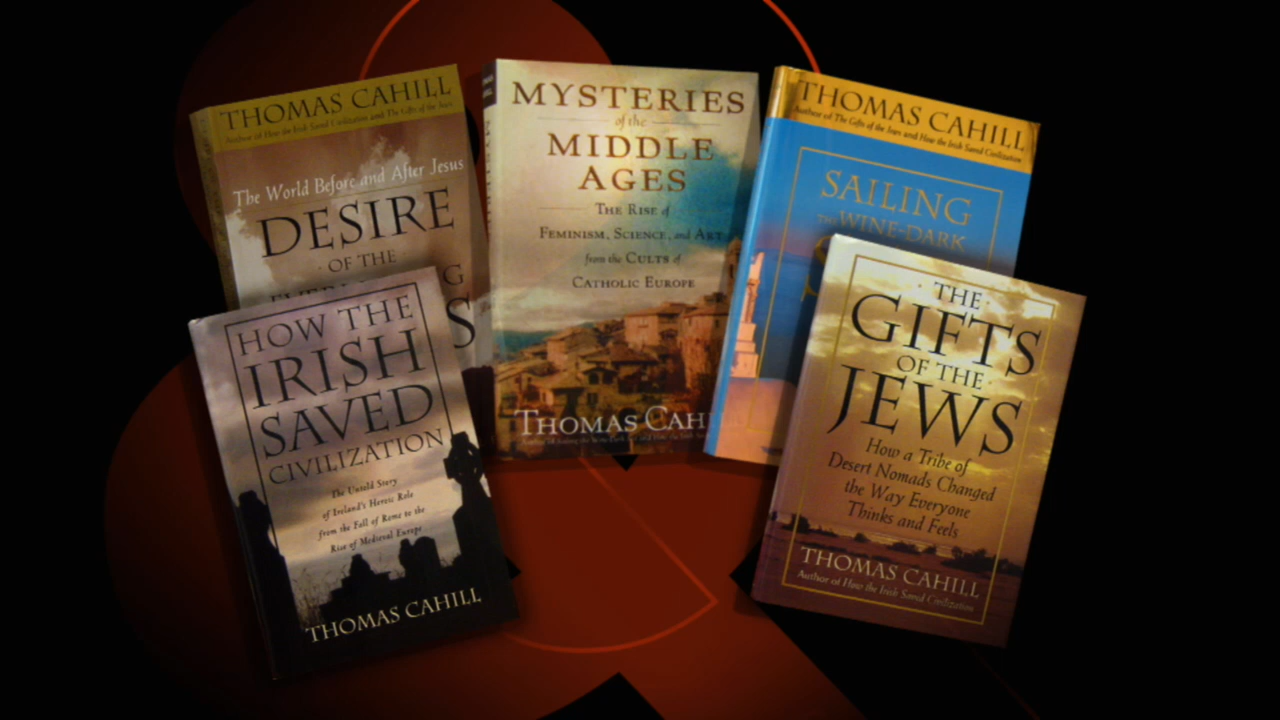 THOMAS CAHILL
Author of How the Irish Saved Civilization and The Gifts of the Jews
The World Before and After Jesus
DESIRE
OF THE
MYSTERIES
of the
MIDDLE
AGES
THE RISE of
FEMINISM, SCIENCE, and ART
from the CULTS of
CATHOLIC EUROPE
THOMAS CAH
THOMAS CAHILL
Author of The Gifts of the Jews and How the Irish Saved Civilization
SAILING
THE WINE-DARK
HOW THE
IRISH
SAVED
CIVILIZATION
The Untold Story
of Ireland's Heroic Role
from the Fall of Rome to the
Rise of Medieval Europe
THOMAS CAHILL
THE
GIFTS
OF THE
JEWS
How a Tribe of
Desert Nomads Changed
the Way Everyone
Thinks and Feels
THOMAS CAHILL
Author of How the Irish Saved Civilization